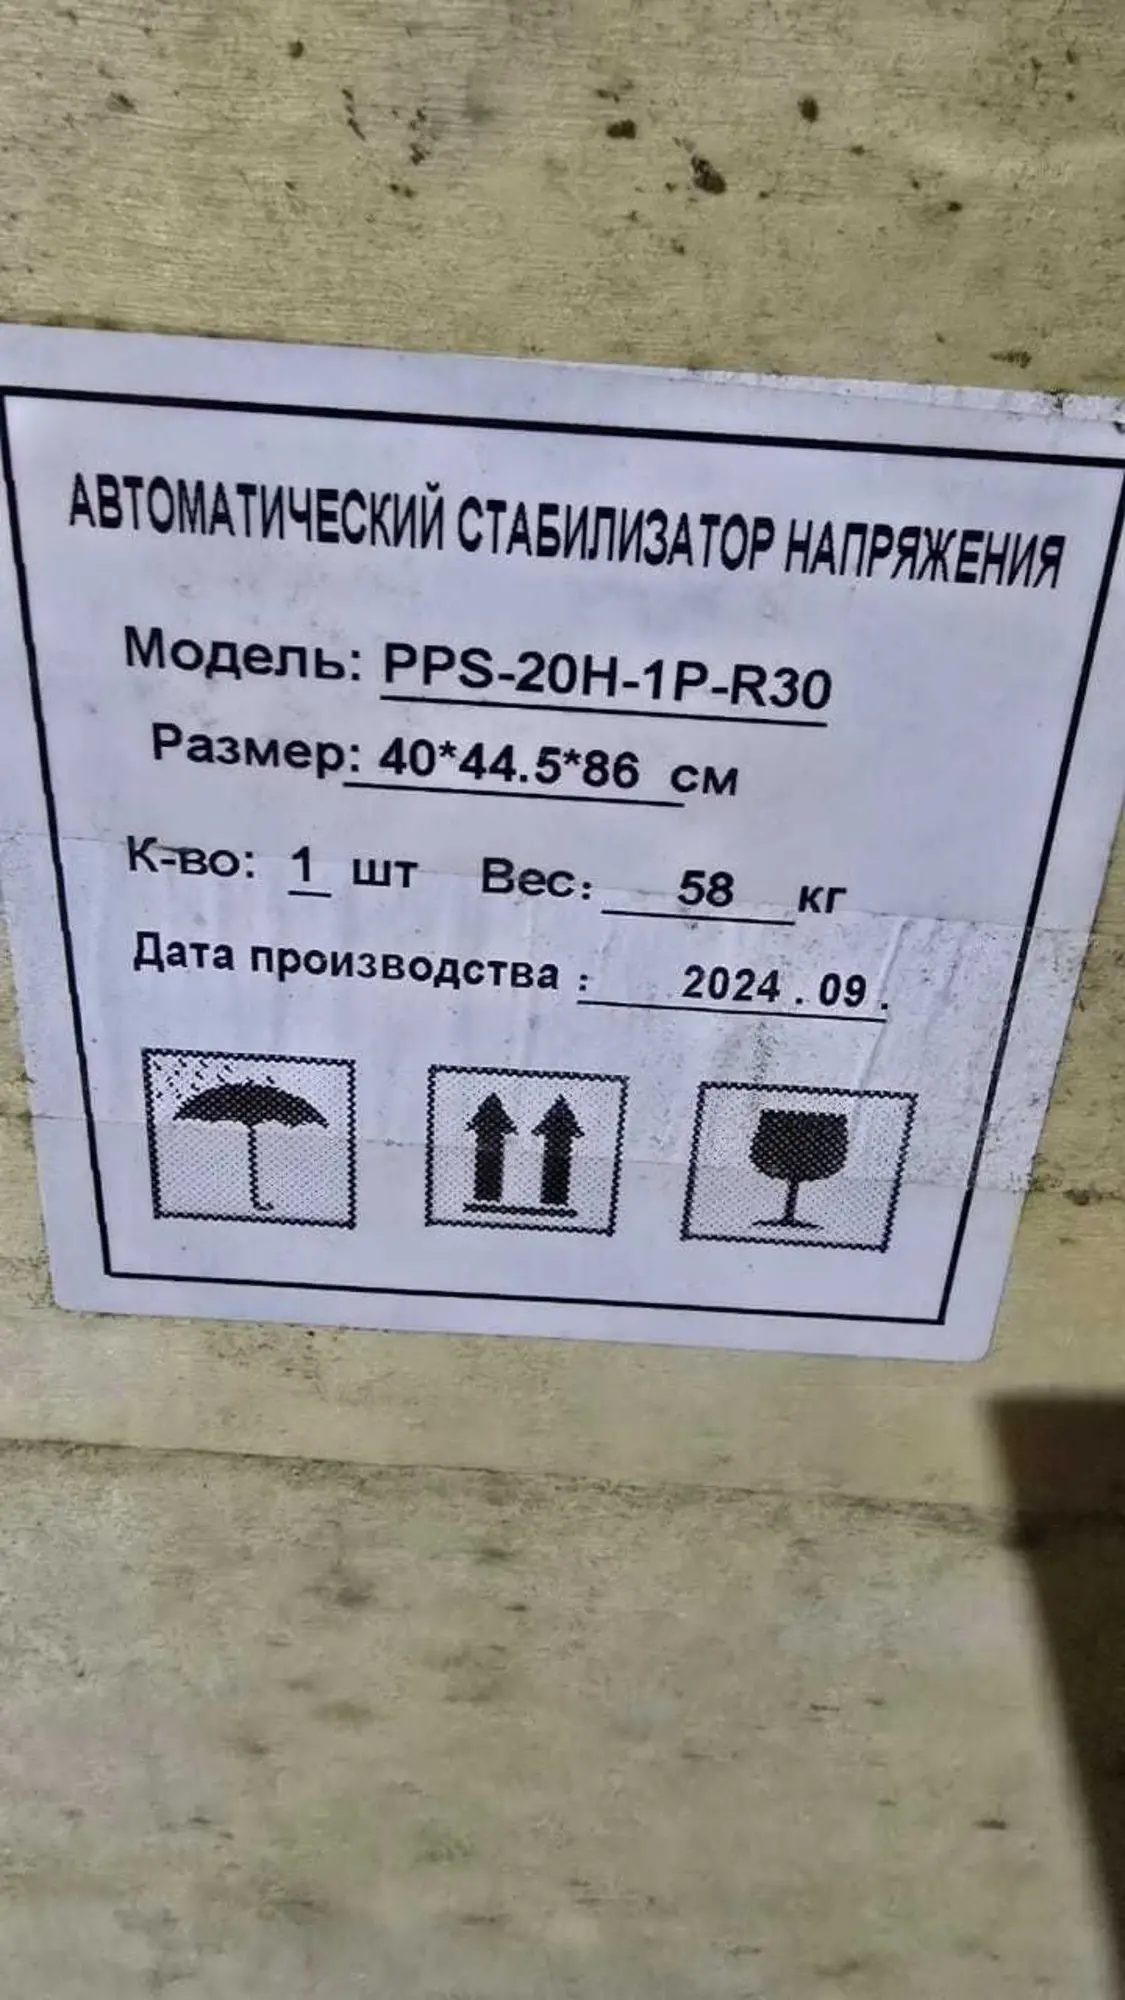 АВТОМАТИЧЕСКИЙ СТАБИЛИЗАТОР НАПРЯЖЕНИЯ
Модель: PPS-20H-1P-R30
Размер: 40*44.5*86 см
К-во: 1 шт Вес: 58 кг
Дата производства : 2024 . 09 .